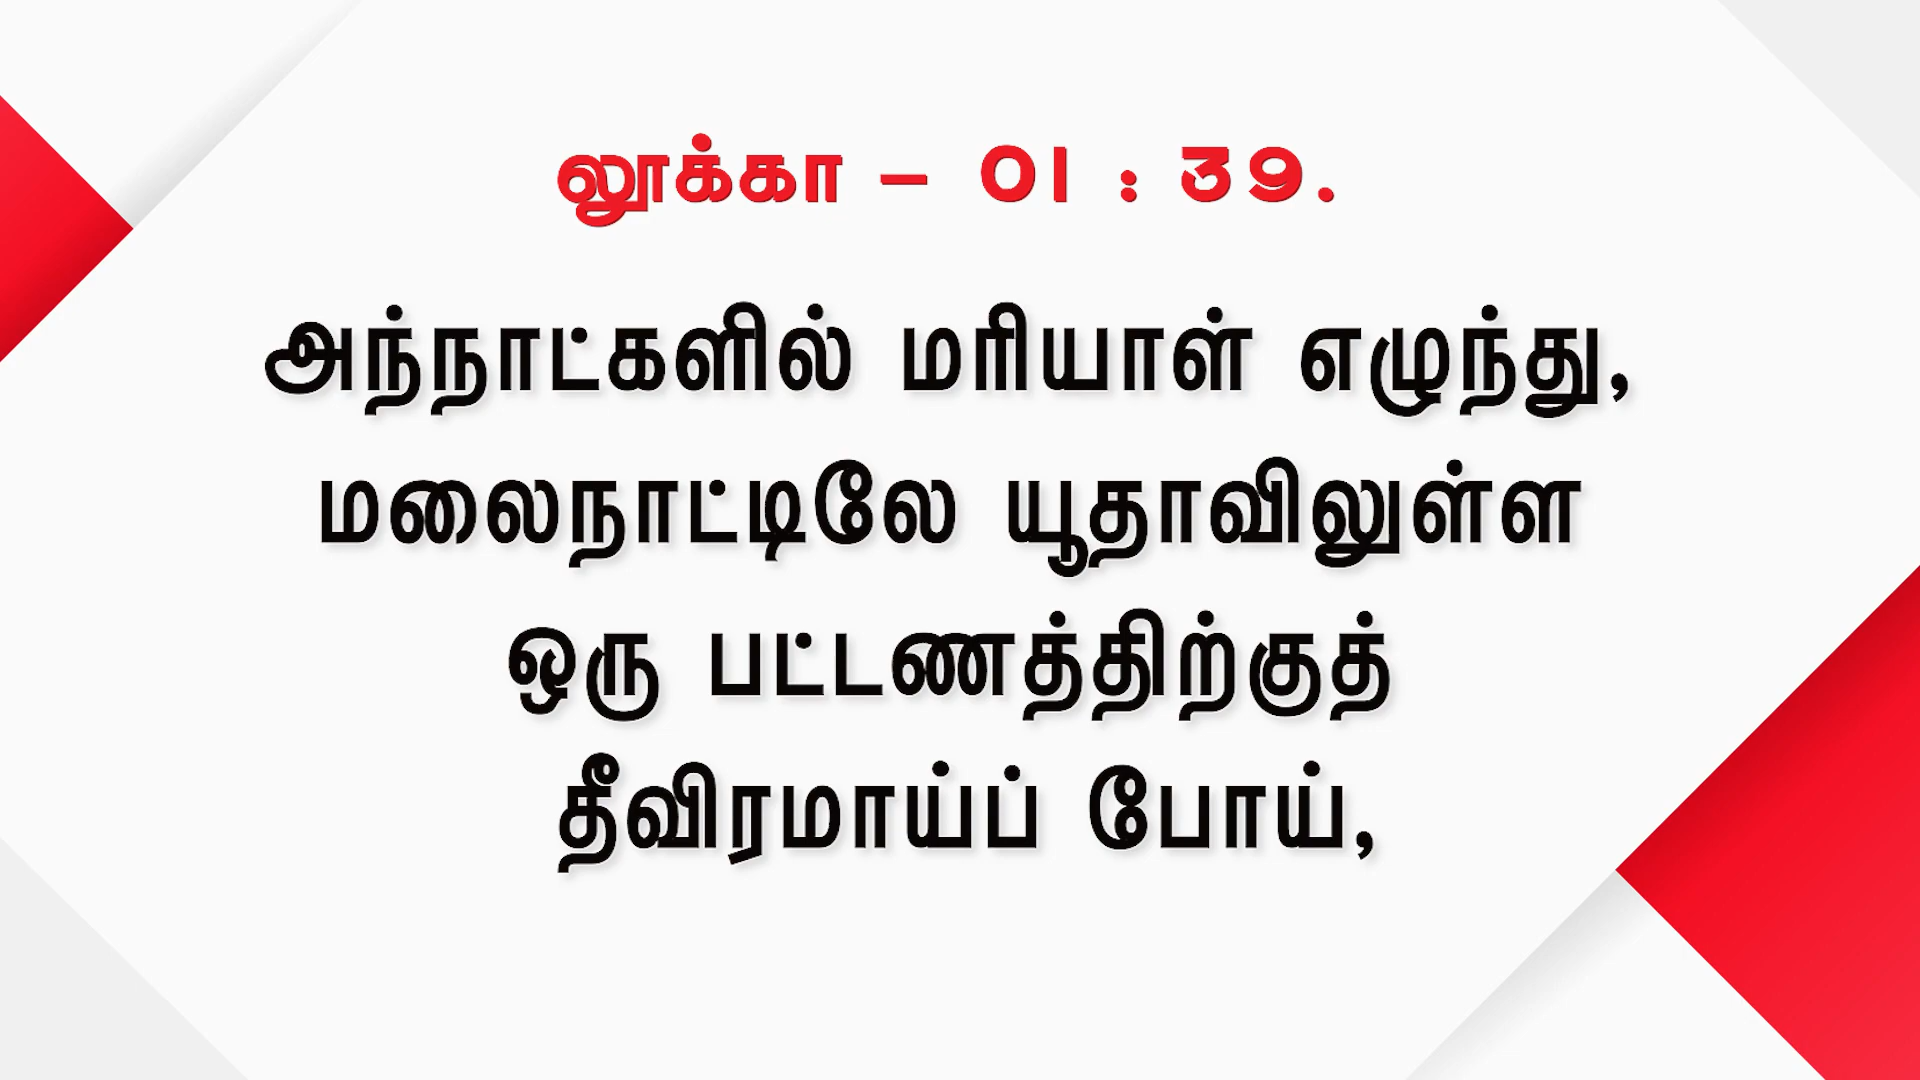 லூக்கா – 01 : 39.
அந்நாட்களில் மரியாள் எழுந்து,
மலைநாட்டிலே யூதாவிலுள்ள
ஒரு பட்டணத்திற்குத்
தீவிரமாய்ப் போய்,